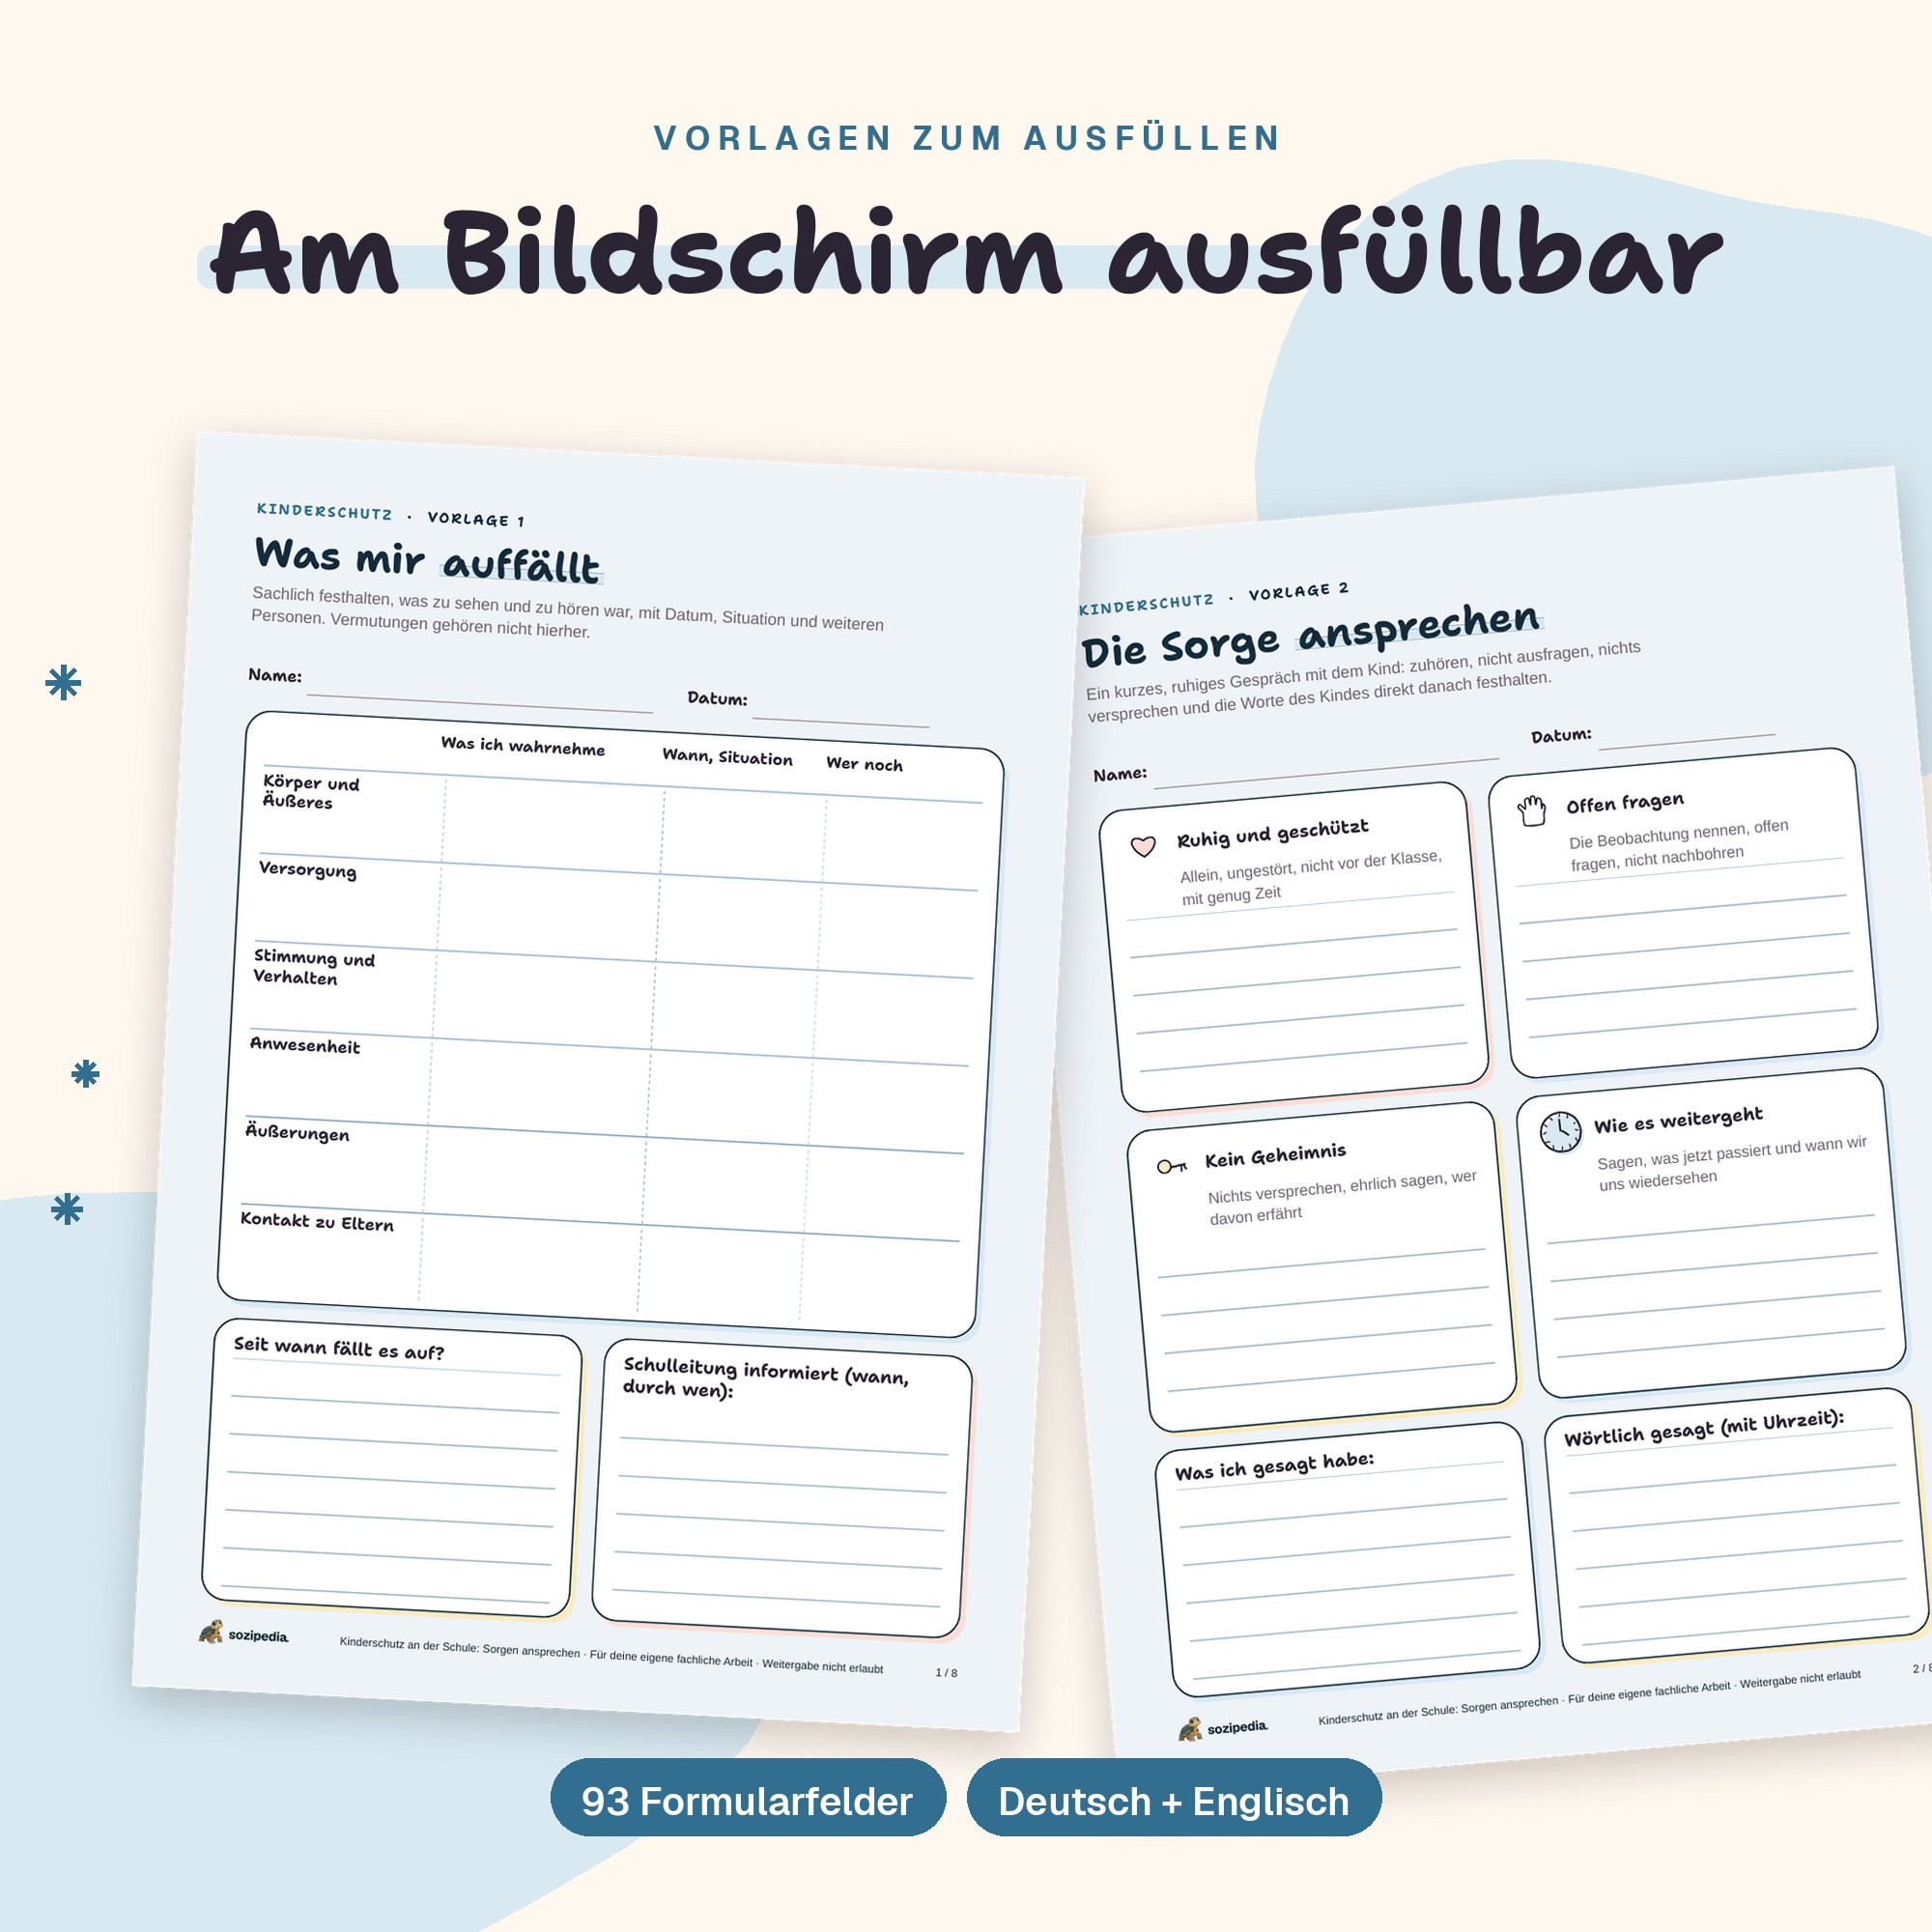 VORLAGEN ZUM AUSFÜLLEN
Am Bildschirm ausfüllbar
KINDERSCHUTZ · VORLAGE 1
Was mir auffällt
Sachlich festhalten, was zu sehen und zu hören war, mit Datum, Situation und weiteren
Personen. Vermutungen gehören nicht hierher.
Name:
Datum:
Was ich wahrnehme
Wann, Situation
Wer noch
Körper und
Äußeres
Versorgung
Stimmung und
Verhalten
Anwesenheit
Äußerungen
Kontakt zu Eltern
Seit wann fällt es auf?
Schulleitung informiert (wann,
durch wen):
sozipedia.
Kinderschutz an der Schule: Sorgen ansprechen · Für deine eigene fachliche Arbeit · Weitergabe nicht erlaubt
1 / 8
KINDERSCHUTZ · VORLAGE 2
Die Sorge ansprechen
Ein kurzes, ruhiges Gespräch mit dem Kind: zuhören, nicht ausfragen, nichts
versprechen und die Worte des Kindes direkt danach festhalten.
Name:
Datum:
Ruhig und geschützt
Allein, ungestört, nicht vor der Klasse,
mit genug Zeit
Offen fragen
Die Beobachtung nennen, offen
fragen, nicht nachbohren
Kein Geheimnis
Nichts versprechen, ehrlich sagen, wer
davon erfährt
Wie es weitergeht
Sagen, was jetzt passiert und wann wir
uns wiedersehen
Was ich gesagt habe:
Wörtlich gesagt (mit Uhrzeit):
sozipedia.
Kinderschutz an der Schule: Sorgen ansprechen · Für deine eigene fachliche Arbeit · Weitergabe nicht erlaubt
2 / 8
93 Formularfelder
Deutsch + Englisch